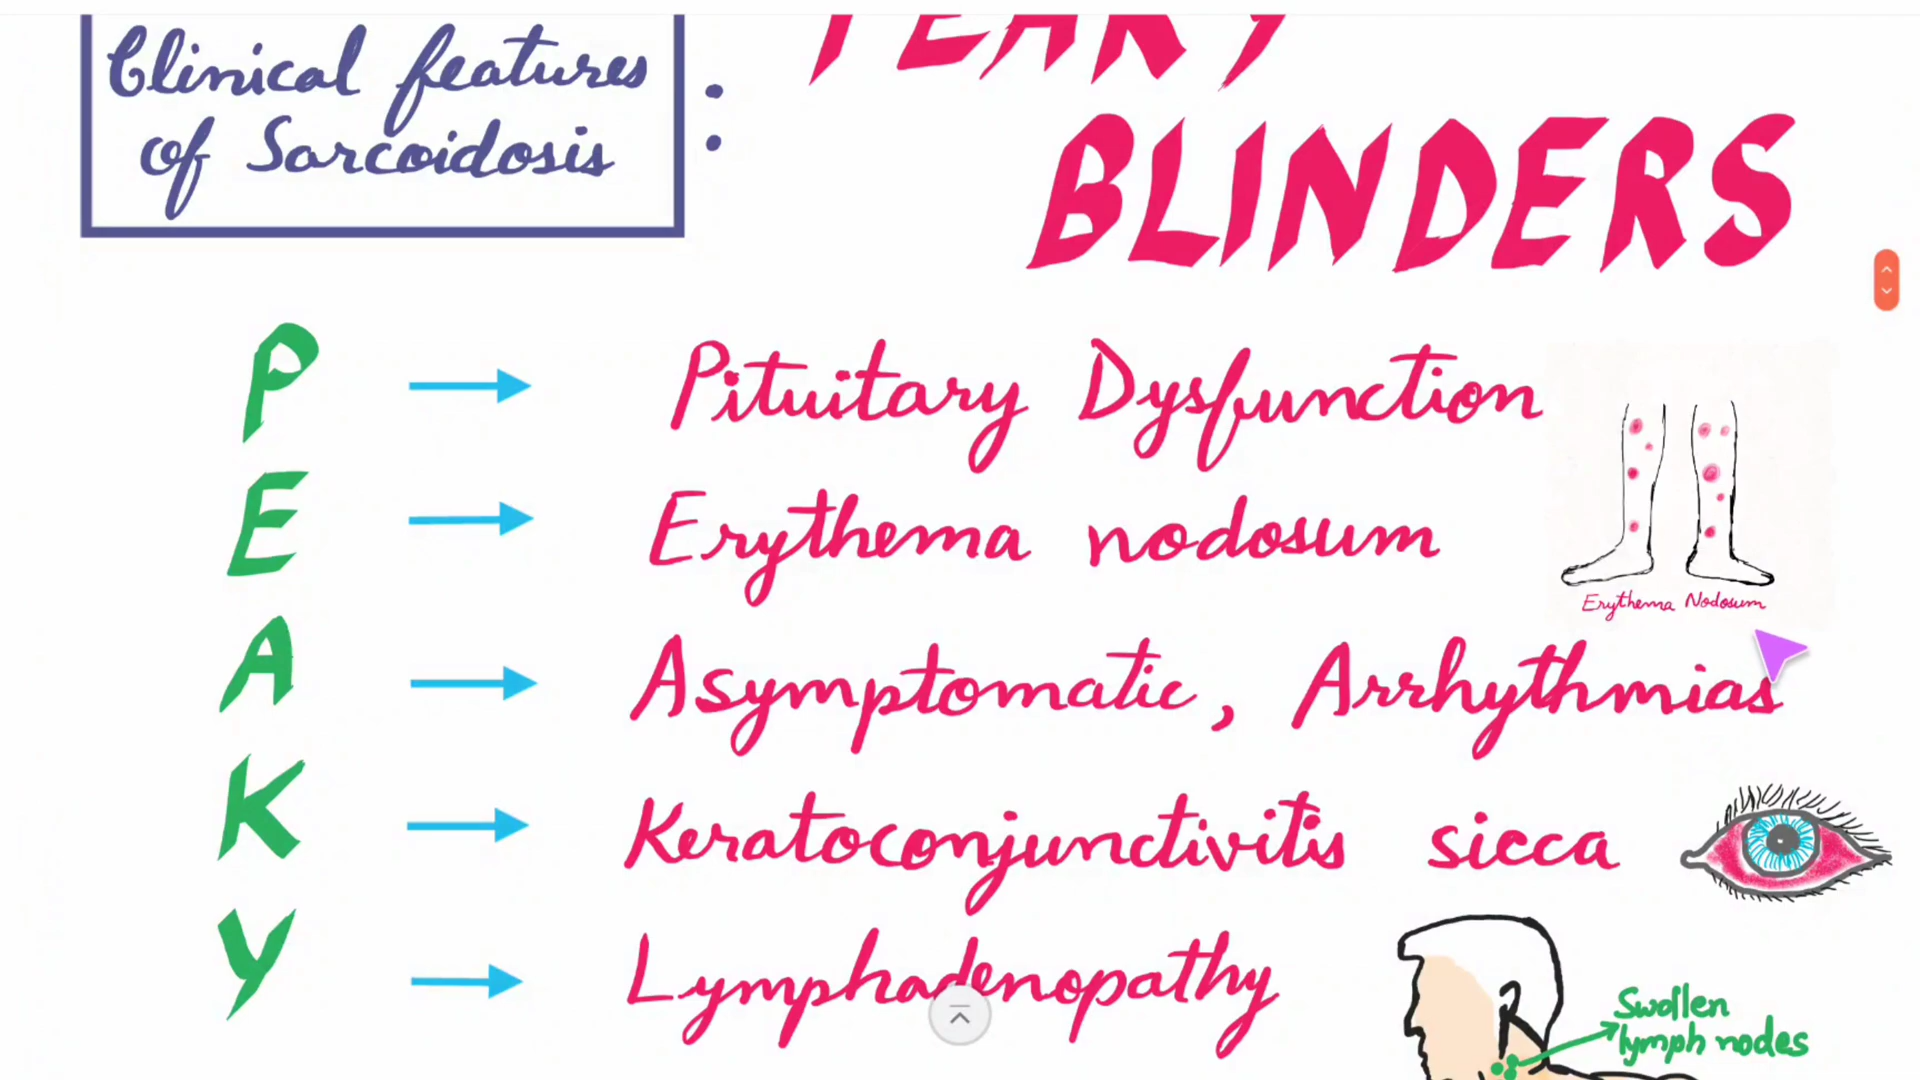 Clinical features
of Sarcoidosis
:
PEAKY
BLINDERS
P → Pituitary Dysfunction
E → Erythema nodosum
Erythema Nodosum
A → Asymptomatic, Arrhythmias
K → Keratoconjunctivitis sicca
Y → Lymphadenopathy
Swollen
lymph nodes